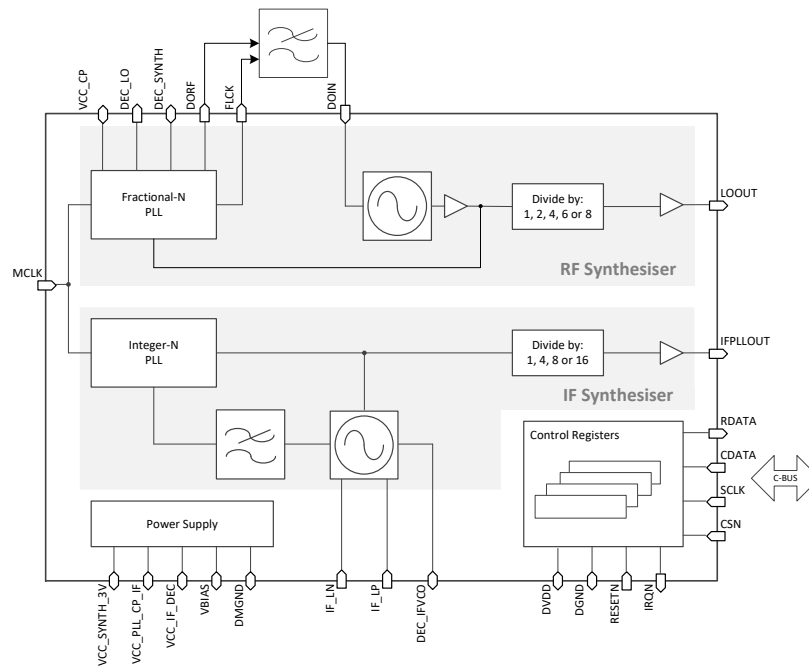 VCC_CP
DEC_LO
DEC_SYNTH
DORF
FLCK
DOIN
Fractional-N
PLL
Divide by:
1, 2, 4, 6 or 8
LOOUT
RF Synthesiser
MCLK
Integer-N
PLL
Divide by:
1, 4, 8 or 16
IFPLLOUT
IF Synthesiser
Control Registers
RDATA
CDATA
SCLK
CSN
C-BUS
Power Supply
VCC_SYNTH_3V
VCC_PLL_CP_IF
VCC_IF_DEC
VBIAS
DMGND
IF_LN
IF_LP
DEC_IFVCO
DVDD
DGND
RESETN
IRQN